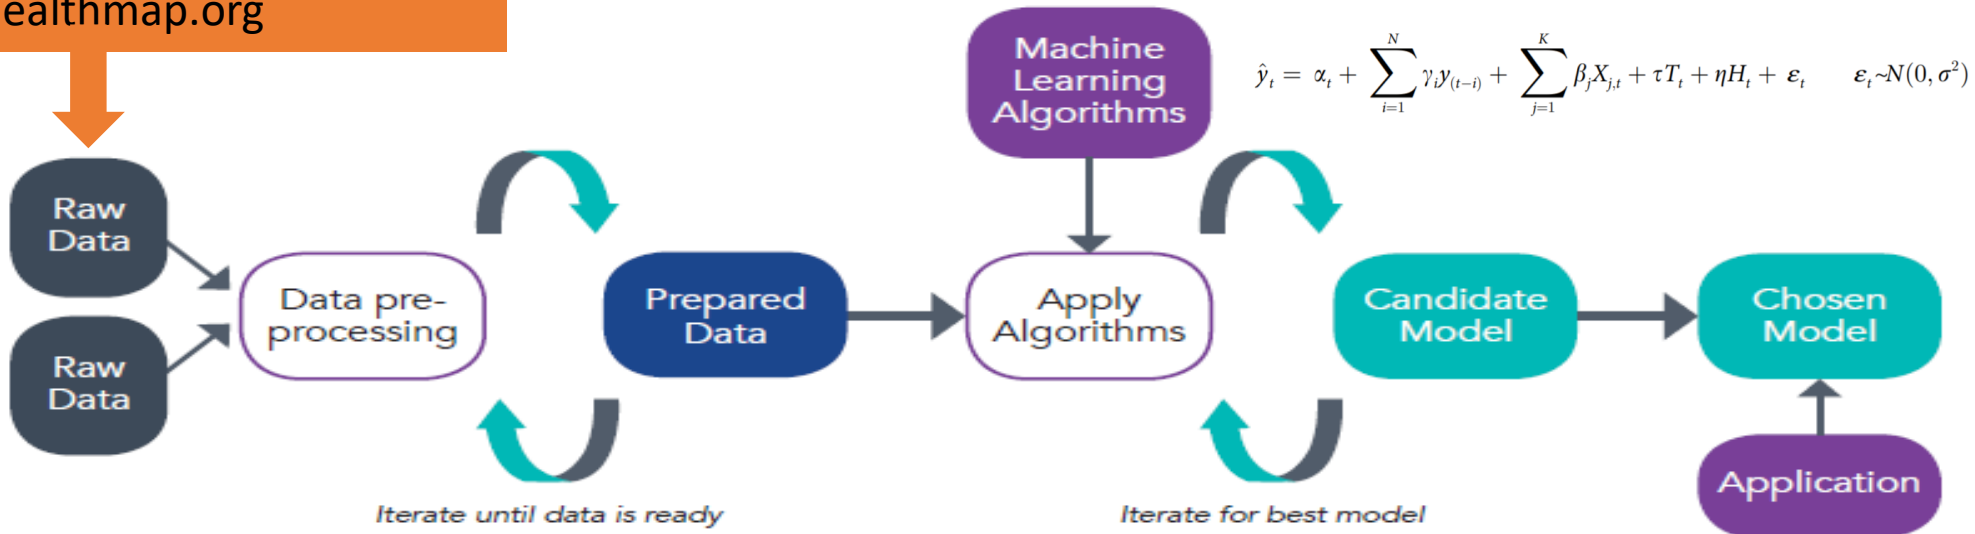 ealthmap.org
Machine
Learning
Algorithms
ŷ_t = α_t + ∑_{i=1}^{N} γ_i y_{(t−i)} + ∑_{j=1}^{K} β_j X_{j,t} + τT_t + ηH_t + ε_t   ε_t~N(0, σ²)
Raw
Data
Raw
Data
Data pre-
processing
Prepared
Data
Apply
Algorithms
Candidate
Model
Chosen
Model
Application
Iterate until data is ready
Iterate for best model